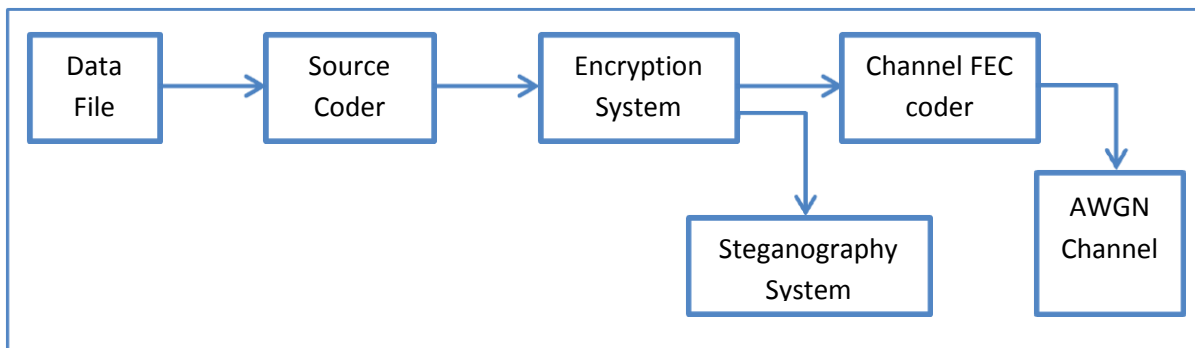 Data
File
Source
Coder
Encryption
System
Channel FEC
coder
Steganography
System
AWGN
Channel